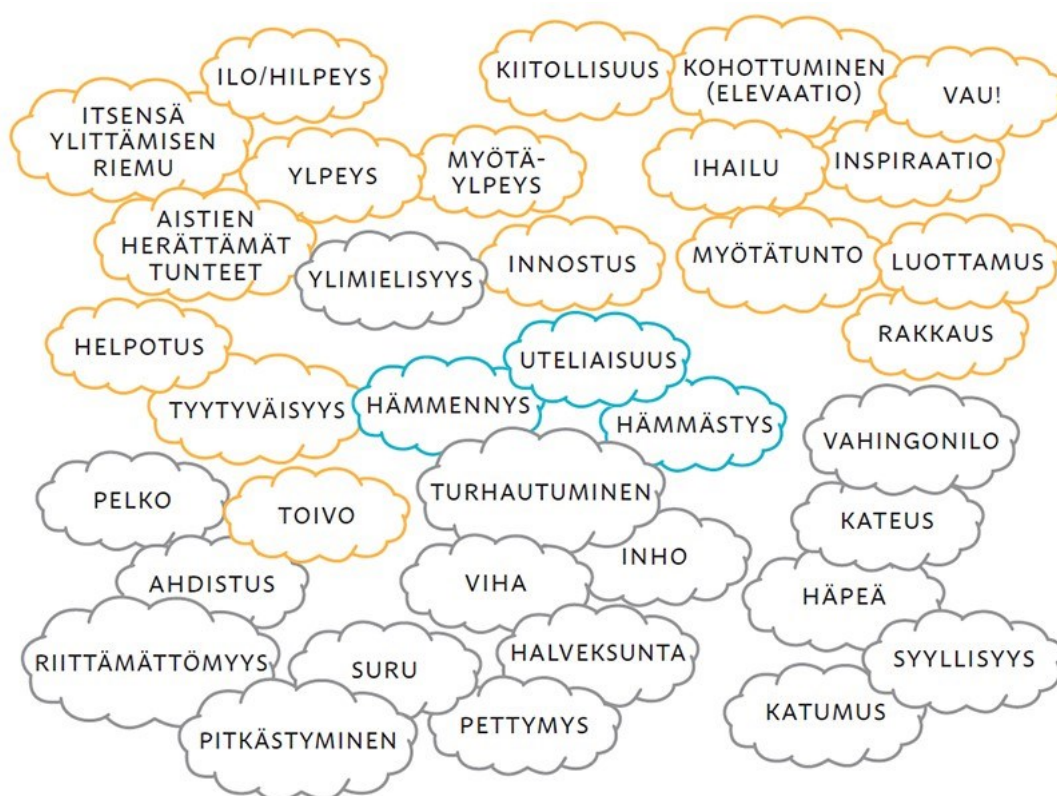 ILO/HILPEYS
KIITOLLISUUS
KOHOTTUMINEN
(ELEVAATIO)
VAU!
ITSENSÄ
YLITTÄMISEN
RIEMU
YLPEYS
MYÖTÄ-
YLPEYS
IHAILU
INSPIRAATIO
AISTIEN
HERÄTTÄMÄT
TUNTEET
YLIMIELISYYS
INNOSTUS
MYÖTÄTUNTO
LUOTTAMUS
HELPOTUS
RAKKAUS
UTELIAISUUS
TYYTYVÄISYYS
HÄMMENNYS
HÄMMÄSTYS
VAHINGONILO
PELKO
TOIVO
TURHAUTUMINEN
KATEUS
AHDISTUS
VIHA
INHO
HÄPEÄ
RIITTÄMÄTTÖMYYS
SURU
HALVEKSUNTA
SYYLLISYYS
PITKÄSTYMINEN
PETTYMYS
KATUMUS